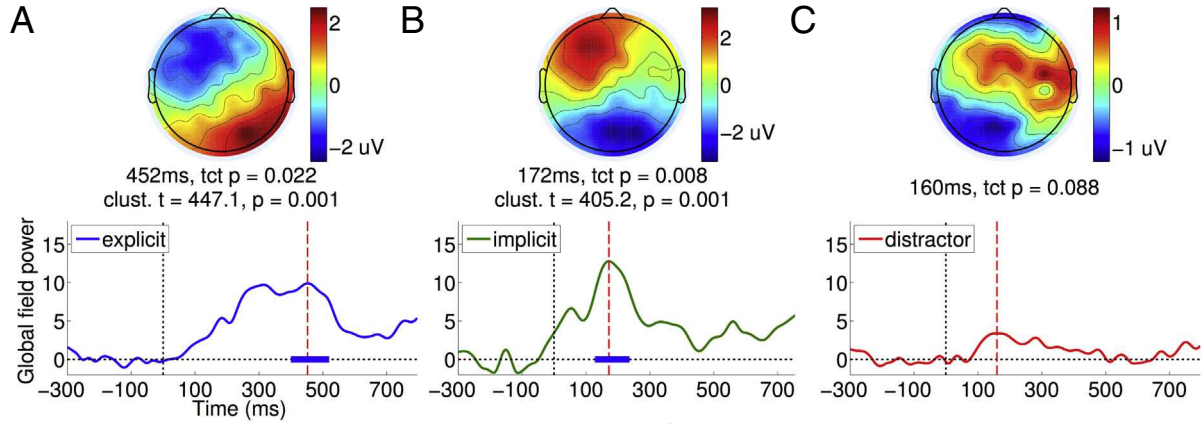 A
2
0
−2 uV
452ms, tct p = 0.022
clust. t = 447.1, p = 0.001
Global field power
explicit
15
10
5
0
−300
−100
100
300
500
700
Time (ms)
B
2
0
−2 uV
172ms, tct p = 0.008
clust. t = 405.2, p = 0.001
implicit
15
10
5
0
−300
−100
100
300
500
700
C
1
0
−1 uV
160ms, tct p = 0.088
distractor
15
10
5
0
−300
−100
100
300
500
700